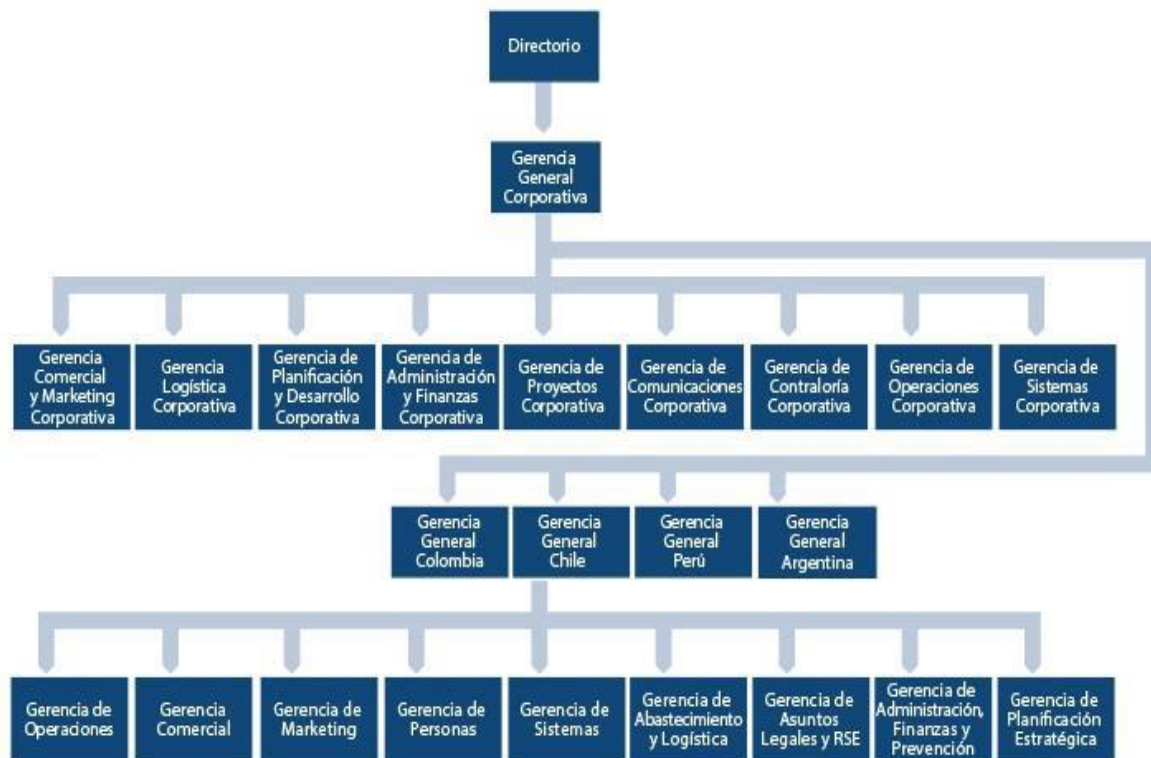 Directorio
Gerencia
General
Corporativa
Gerencia
Comercial
y Marketing
Corporativa
Gerencia
Logística
Corporativa
Gerencia de
Planificación
y Desarrollo
Corporativa
Gerencia de
Administración
y Finanzas
Corporativa
Gerencia de
Proyectos
Corporativa
Gerencia de
Comunicaciones
Corporativa
Gerencia de
Contraloría
Corporativa
Gerencia de
Operaciones
Corporativa
Gerencia de
Sistemas
Corporativa
Gerencia
General
Colombia
Gerencia
General
Chile
Gerencia
General
Perú
Gerencia
General
Argentina
Gerencia de
Operaciones
Gerencia
Comercial
Gerencia de
Marketing
Gerencia de
Personas
Gerencia de
Sistemas
Gerencia de
Abastecimiento
y Logística
Gerencia de
Asuntos
Legales y RSE
Gerencia de
Administración,
Finanzas y
Prevención
Gerencia de
Planificación
Estratégica